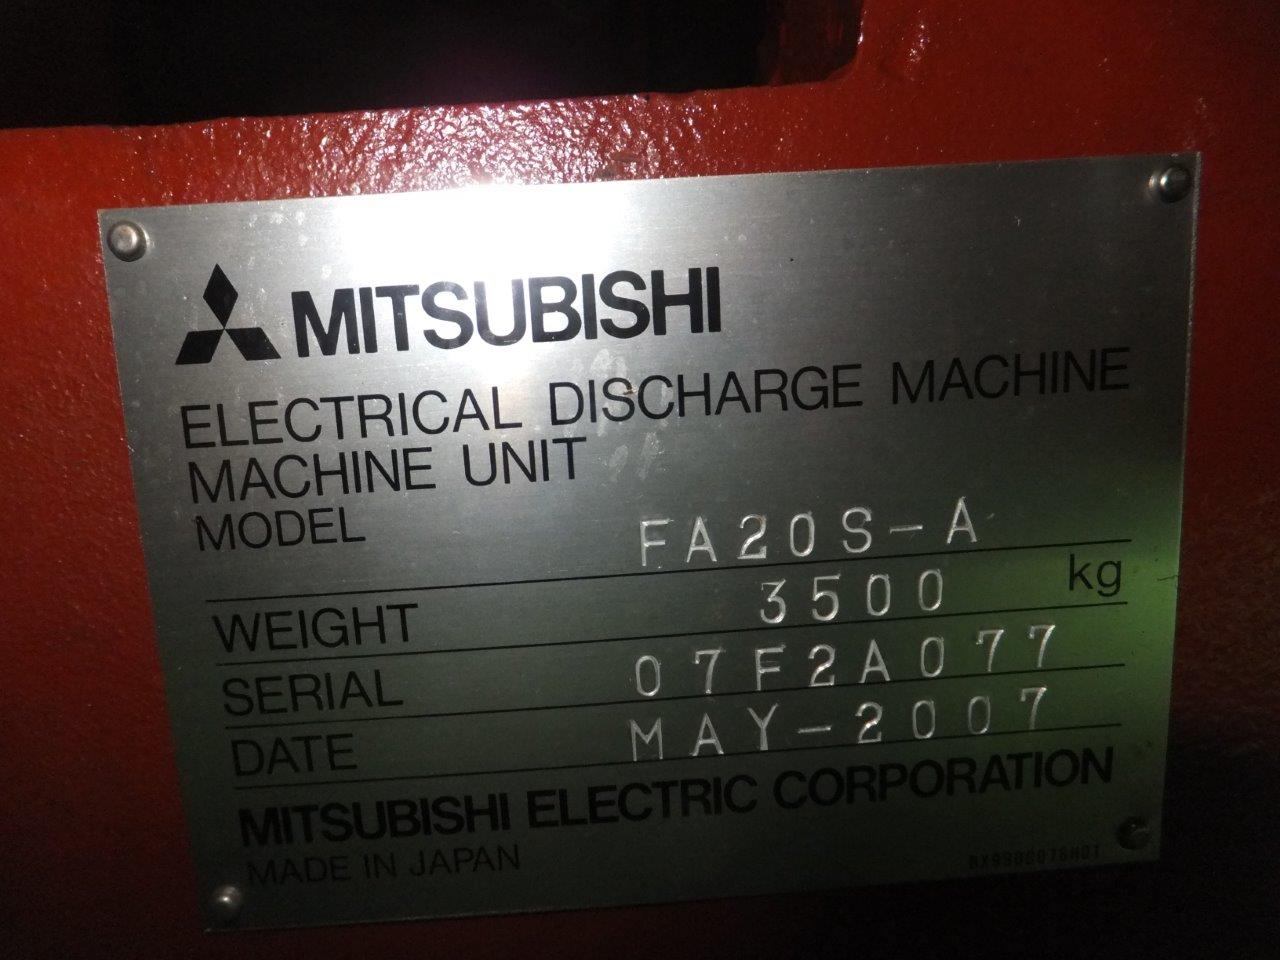 MITSUBISHI
ELECTRICAL DISCHARGE MACHINE
MACHINE UNIT
MODEL FA20S-A
WEIGHT 3500 kg
SERIAL 07F2A077
DATE MAY-2007
MITSUBISHI ELECTRIC CORPORATION
MADE IN JAPAN